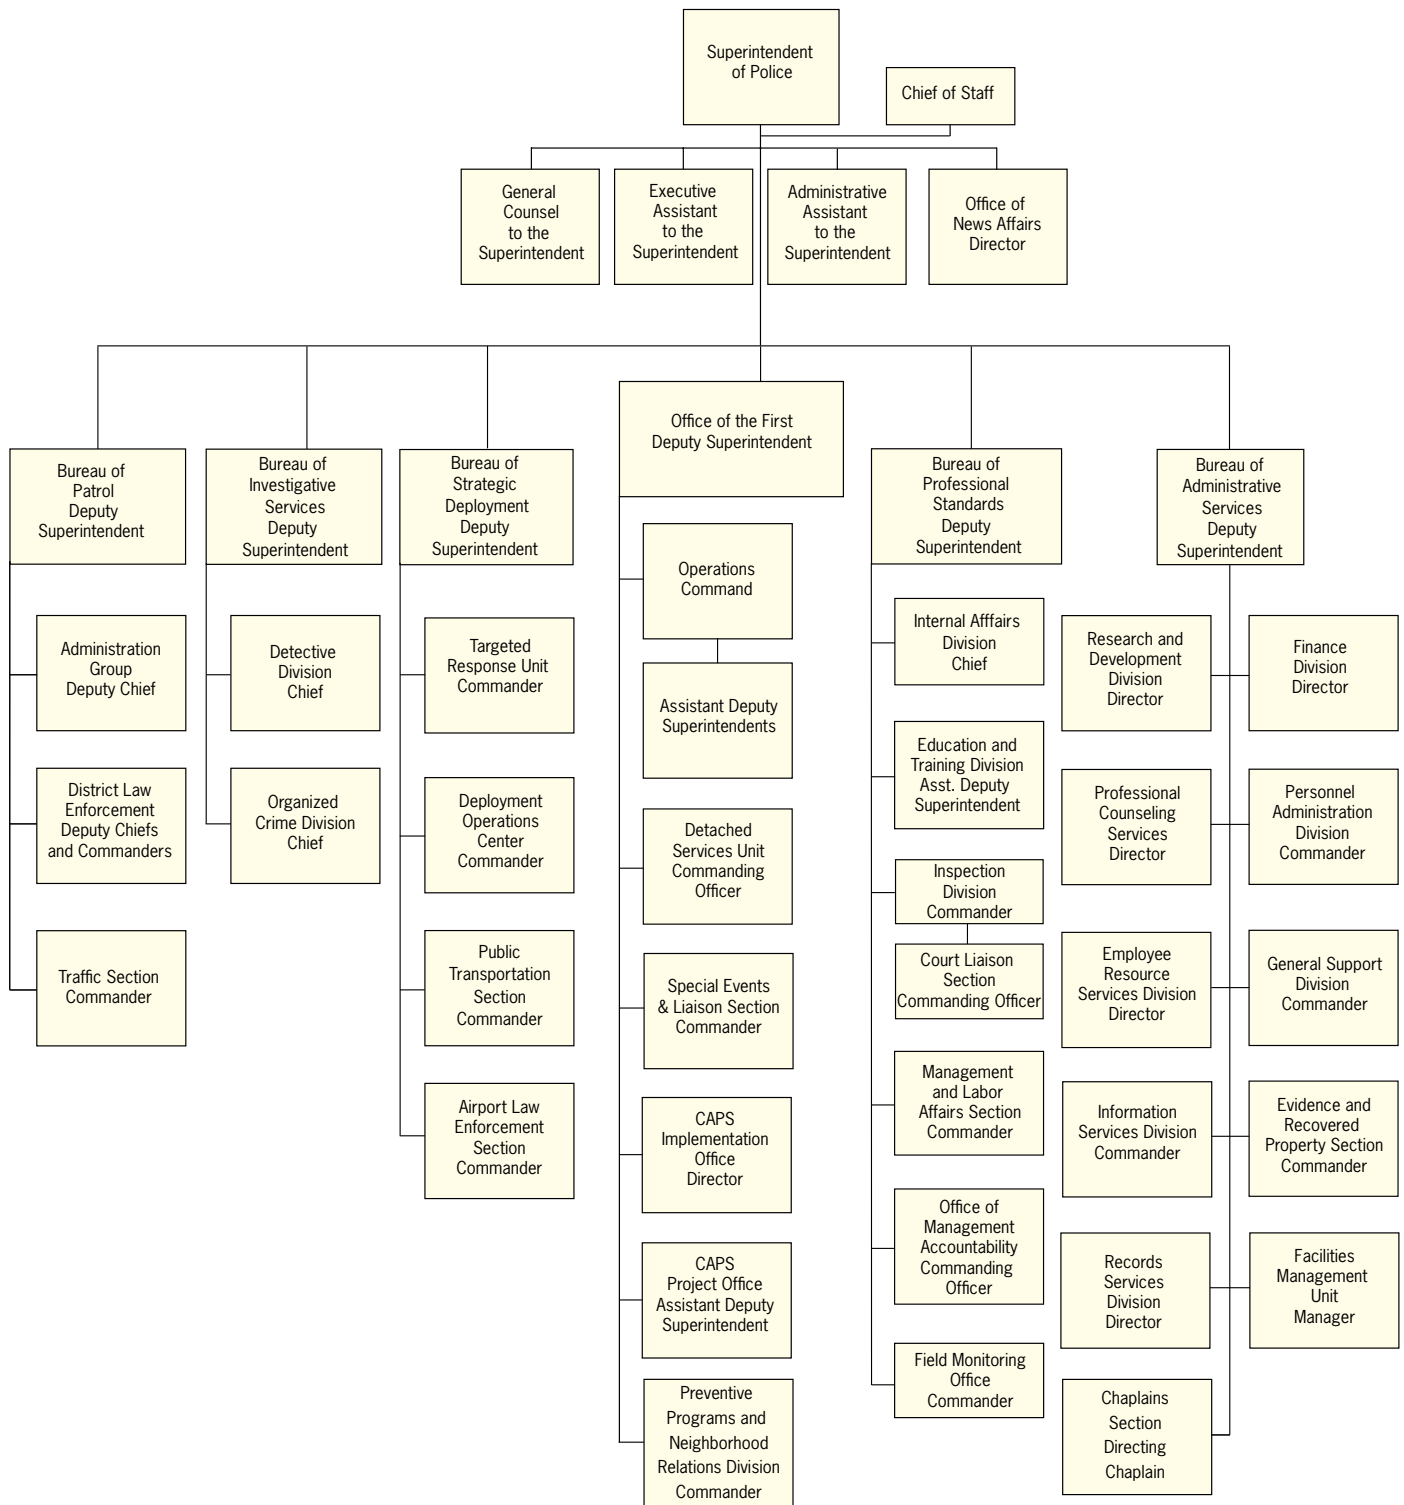 Superintendent
of Police
Chief of Staff
General
Counsel
to the
Superintendent
Executive
Assistant
to the
Superintendent
Administrative
Assistant
to the
Superintendent
Office of
News Affairs
Director
Bureau of
Patrol
Deputy
Superintendent
Administration
Group
Deputy Chief
District Law
Enforcement
Deputy Chiefs
and Commanders
Traffic Section
Commander
Bureau of
Investigative
Services
Deputy
Superintendent
Detective
Division
Chief
Organized
Crime Division
Chief
Bureau of
Strategic
Deployment
Deputy
Superintendent
Targeted
Response Unit
Commander
Deployment
Operations
Center
Commander
Public
Transportation
Section
Commander
Airport Law
Enforcement
Section
Commander
Office of the First
Deputy Superintendent
Operations
Command
Assistant Deputy
Superintendents
Detached
Services Unit
Commanding
Officer
Special Events
& Liaison Section
Commander
CAPS
Implementation
Office
Director
CAPS
Project Office
Assistant Deputy
Superintendent
Preventive
Programs and
Neighborhood
Relations Division
Commander
Bureau of
Professional
Standards
Deputy
Superintendent
Internal Afffairs
Division
Chief
Education and
Training Division
Asst. Deputy
Superintendent
Inspection
Division
Commander
Court Liaison
Section
Commanding Officer
Management
and Labor
Affairs Section
Commander
Office of
Management
Accountability
Commanding
Officer
Field Monitoring
Office
Commander
Bureau of
Administrative
Services
Deputy
Superintendent
Research and
Development
Division
Director
Finance
Division
Director
Professional
Counseling
Services
Director
Personnel
Administration
Division
Commander
Employee
Resource
Services Division
Director
General Support
Division
Commander
Information
Services Division
Commander
Evidence and
Recovered
Property Section
Commander
Records
Services
Division
Director
Facilities
Management
Unit
Manager
Chaplains
Section
Directing
Chaplain